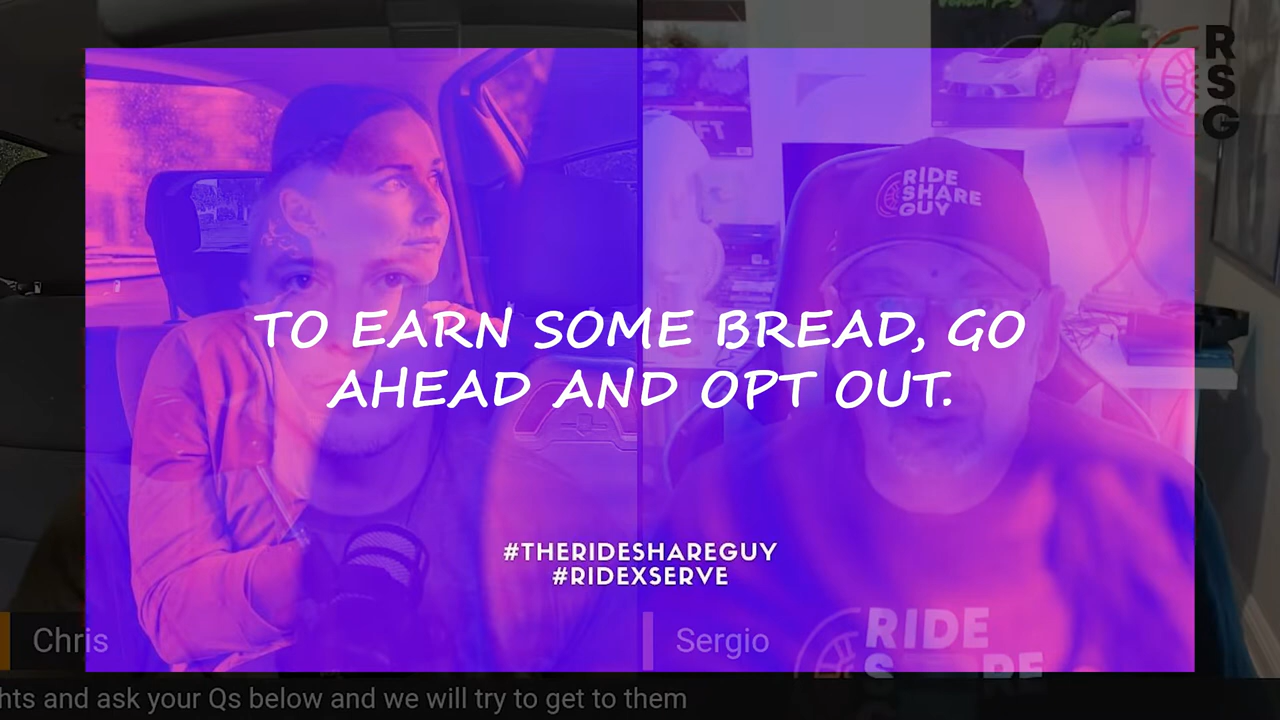 R
S
G
RIDE
SHARE
GUY
TO EARN SOME BREAD, GO
AHEAD AND OPT OUT.
#THERIDESHAREGUY
#RIDEXSERVE
Chris
Sergio
RIDE
hts and ask your Qs below and we will try to get to them